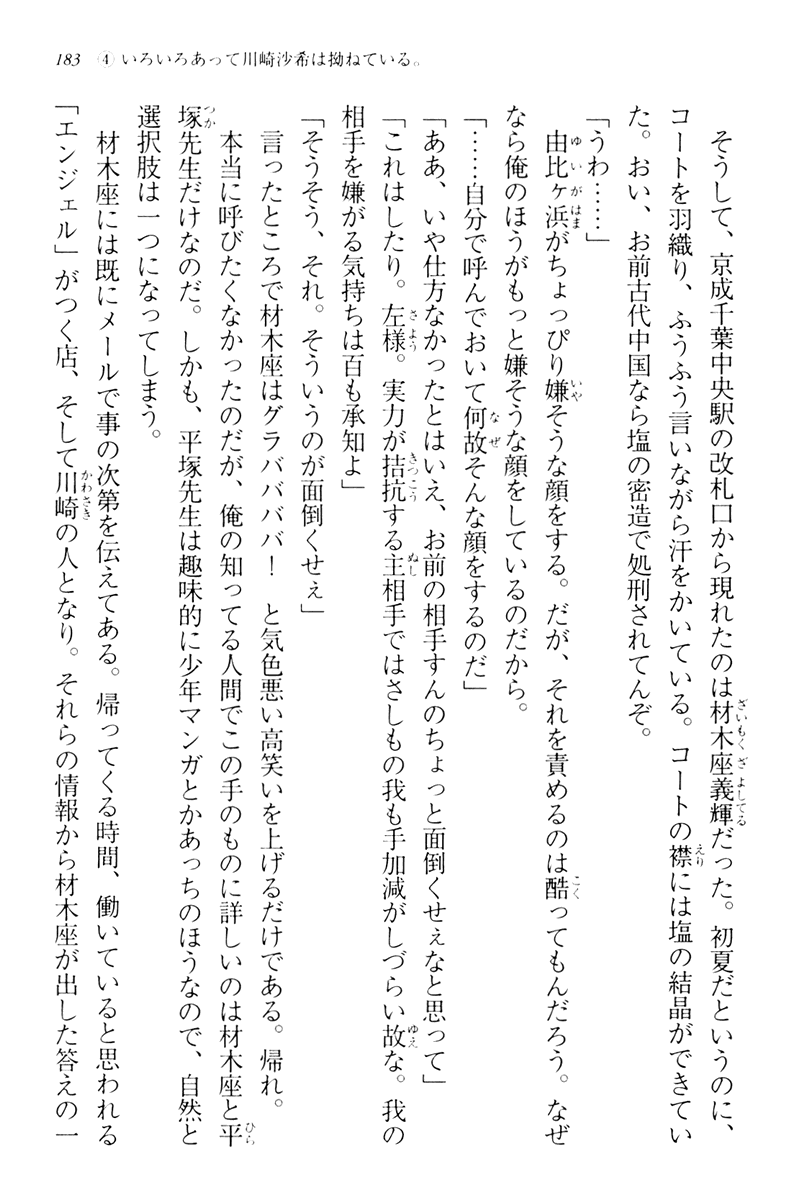 183 ④ いろいろあって川崎沙希は拗ねている。
　そうして、京成千葉中央駅の改札口から現れたのは材木座義輝だった。初夏だというのに、
コートを羽織り、ふうふう言いながら汗をかいている。コートの襟には塩の結晶ができてい
た。おい、お前古代中国なら塩の密造で処刑されてんぞ。
「うわ……」
　由比ヶ浜がちょっぴり嫌そうな顔をする。だが、それを責めるのは酷ってもんだろう。なぜ
なら俺のほうがもっと嫌そうな顔をしているのだから。
「……自分で呼んでおいて何故そんな顔をするのだ」
「ああ、いや仕方なかったとはいえ、お前の相手すんのちょっと面倒くせぇなと思って」
「これはしたり。左様。実力が拮抗する主相手ではさしもの我も手加減がしづらい故な。我の
相手を嫌がる気持ちは百も承知よ」
「そうそう、それ。そういうのが面倒くせぇ」
　言ったところで材木座はグラババババ！　と気色悪い高笑いを上げるだけである。帰れ。
　本当に呼びたくなかったのだが、俺の知ってる人間でこの手のものに詳しいのは材木座と平
塚先生だけなのだ。しかも、平塚先生は趣味的に少年マンガとかあっちのほうなので、自然と
選択肢は一つになってしまう。
　材木座には既にメールで事の次第を伝えてある。帰ってくる時間、働いていると思われる
「エンジェル」がつく店、そして川崎の人となり。それらの情報から材木座が出した答えの一